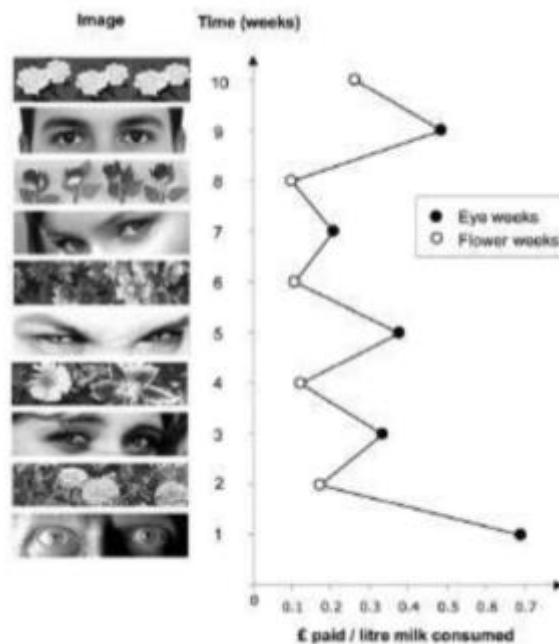 Image Time (weeks)
10
9
8
7
6
5
4
3
2
1
Eye weeks
Flower weeks
0 0.1 0.2 0.3 0.4 0.5 0.6 0.7
£ paid / litre milk consumed